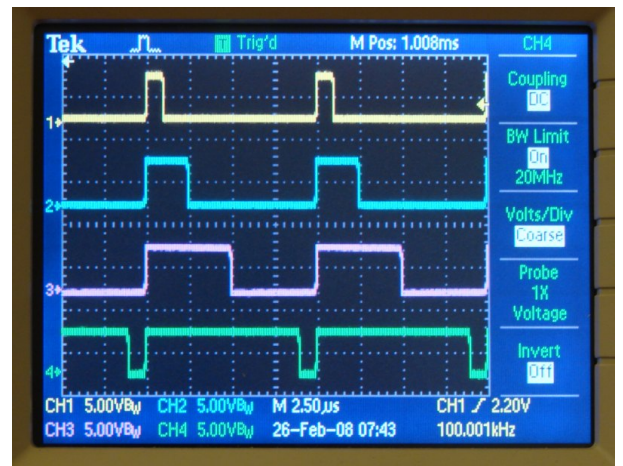 Tek Trig'd M Pos: 1.008ms CH4
Coupling
DC
BW Limit
On
20MHz
Volts/Div
Coarse
Probe
1X
Voltage
Invert
Off
1
2
3
4
CH1 5.00VBW CH2 5.00VBW M 2.50µs CH1 2.20V
CH3 5.00VBW CH4 5.00VBW 26-Feb-08 07:43 100.001kHz